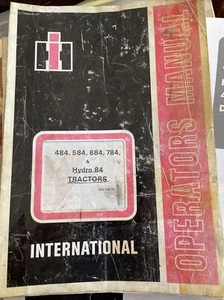 484, 584, 684, 784,
&
Hydro 84
TRACTORS
INTERNATIONAL
OPERATORS MANUAL